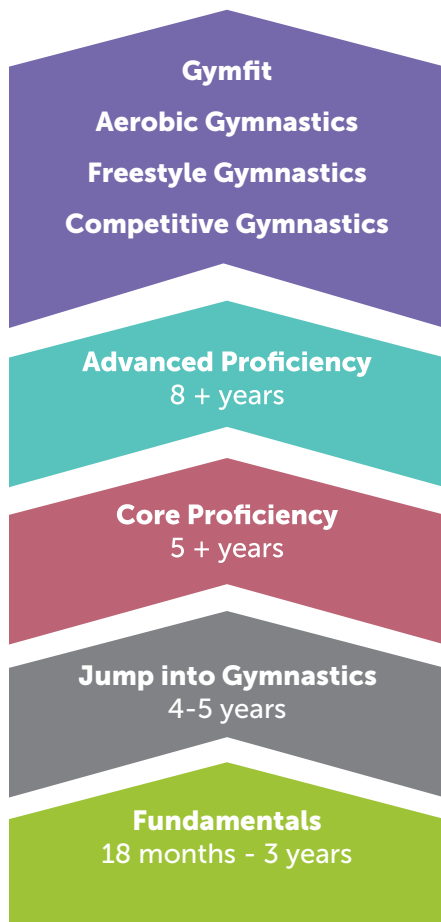 Gymfit
Aerobic Gymnastics
Freestyle Gymnastics
Competitive Gymnastics
Advanced Proficiency
8 + years
Core Proficiency
5 + years
Jump into Gymnastics
4-5 years
Fundamentals
18 months - 3 years